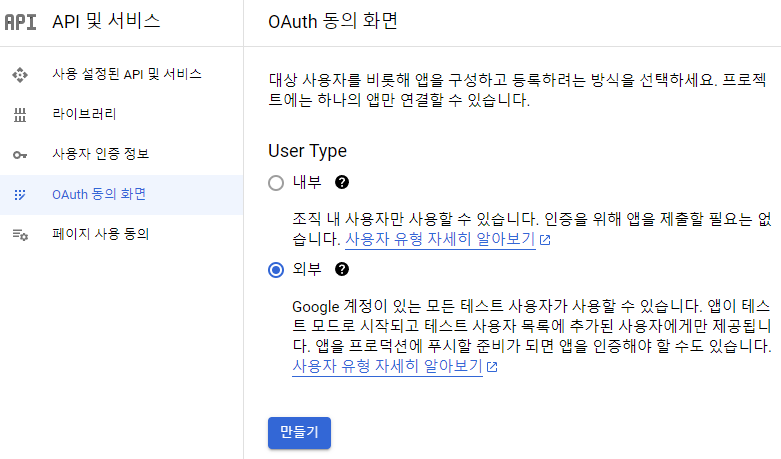 API API 및 서비스
OAuth 동의 화면
사용 설정된 API 및 서비스
라이브러리
사용자 인증 정보
OAuth 동의 화면
페이지 사용 동의
대상 사용자를 비롯해 앱을 구성하고 등록하려는 방식을 선택하세요. 프로젝
트에는 하나의 앱만 연결할 수 있습니다.
User Type
내부
조직 내 사용자만 사용할 수 있습니다. 인증을 위해 앱을 제출할 필요는 없
습니다. 사용자 유형 자세히 알아보기
외부
Google 계정이 있는 모든 테스트 사용자가 사용할 수 있습니다. 앱이 테스
트 모드로 시작되고 테스트 사용자 목록에 추가된 사용자에게만 제공됩니
다. 앱을 프로덕션에 푸시할 준비가 되면 앱을 인증해야 할 수도 있습니다.
사용자 유형 자세히 알아보기
만들기